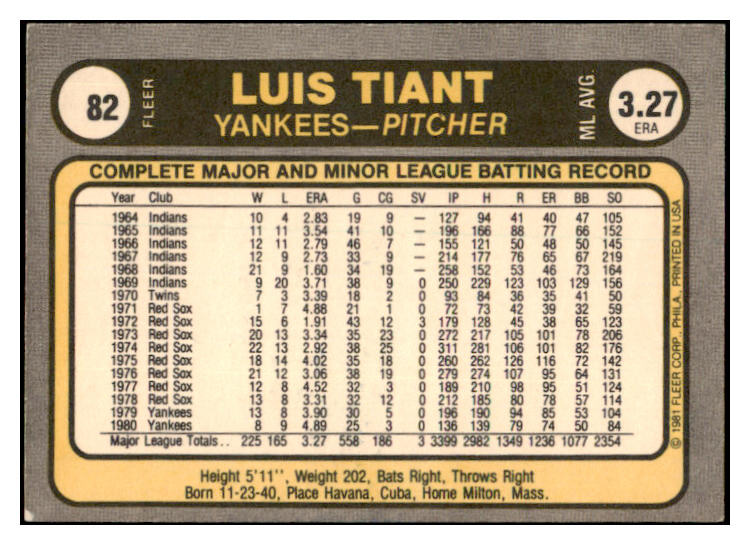 82 FLEER LUIS TIANT ML AVG. 3.27
YANKEES—PITCHER ERA
COMPLETE MAJOR AND MINOR LEAGUE BATTING RECORD
Year Club W L ERA G CG SV IP H R ER BB SO
1964 Indians 10 4 2.83 19 9 — 127 94 41 40 47 105
1965 Indians 11 11 3.54 41 10 — 196 166 88 77 66 152
1966 Indians 12 11 2.79 46 7 — 155 121 50 48 50 145
1967 Indians 12 9 2.73 33 9 — 214 177 76 65 67 219
1968 Indians 21 9 1.60 34 19 — 258 152 53 46 73 164
1969 Indians 9 20 3.71 38 9 0 250 229 123 103 129 156
1970 Twins 7 3 3.39 18 2 0 93 84 36 35 41 50
1971 Red Sox 1 7 4.88 21 1 0 72 73 42 39 32 59
1972 Red Sox 15 6 1.91 43 12 3 179 128 45 38 65 123
1973 Red Sox 20 13 3.34 35 23 0 272 217 105 101 78 206
1974 Red Sox 22 13 2.92 38 25 0 311 281 106 101 82 176
1975 Red Sox 18 14 4.02 35 18 0 260 262 126 116 72 142
1976 Red Sox 21 12 3.06 38 19 0 279 274 107 95 64 131
1977 Red Sox 12 8 4.52 32 3 0 189 210 98 95 51 124
1978 Red Sox 13 8 3.31 32 12 0 212 185 80 78 57 114
1979 Yankees 13 8 3.90 30 5 0 196 190 94 85 53 104
1980 Yankees 8 9 4.89 25 3 0 136 139 79 74 50 84
Major League Totals.. 225 165 3.27 558 186 3 3399 2982 1349 1236 1077 2354
© 1981 FLEER CORP., PHILA., PRINTED IN USA
Height 5'11'', Weight 202, Bats Right, Throws Right
Born 11-23-40, Place Havana, Cuba, Home Milton, Mass.